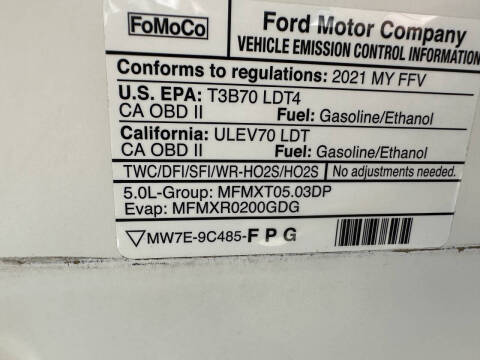 FoMoCo
Ford Motor Company
VEHICLE EMISSION CONTROL INFORMATION
Conforms to regulations: 2021 MY FFV
U.S. EPA: T3B70 LDT4
CA OBD II Fuel: Gasoline/Ethanol
California: ULEV70 LDT
CA OBD II Fuel: Gasoline/Ethanol
TWC/DFI/SFI/WR-HO2S/HO2S No adjustments needed.
5.0L-Group: MFMXT05.03DP
Evap: MFMXR0200GDG
MW7E-9C485-FPG